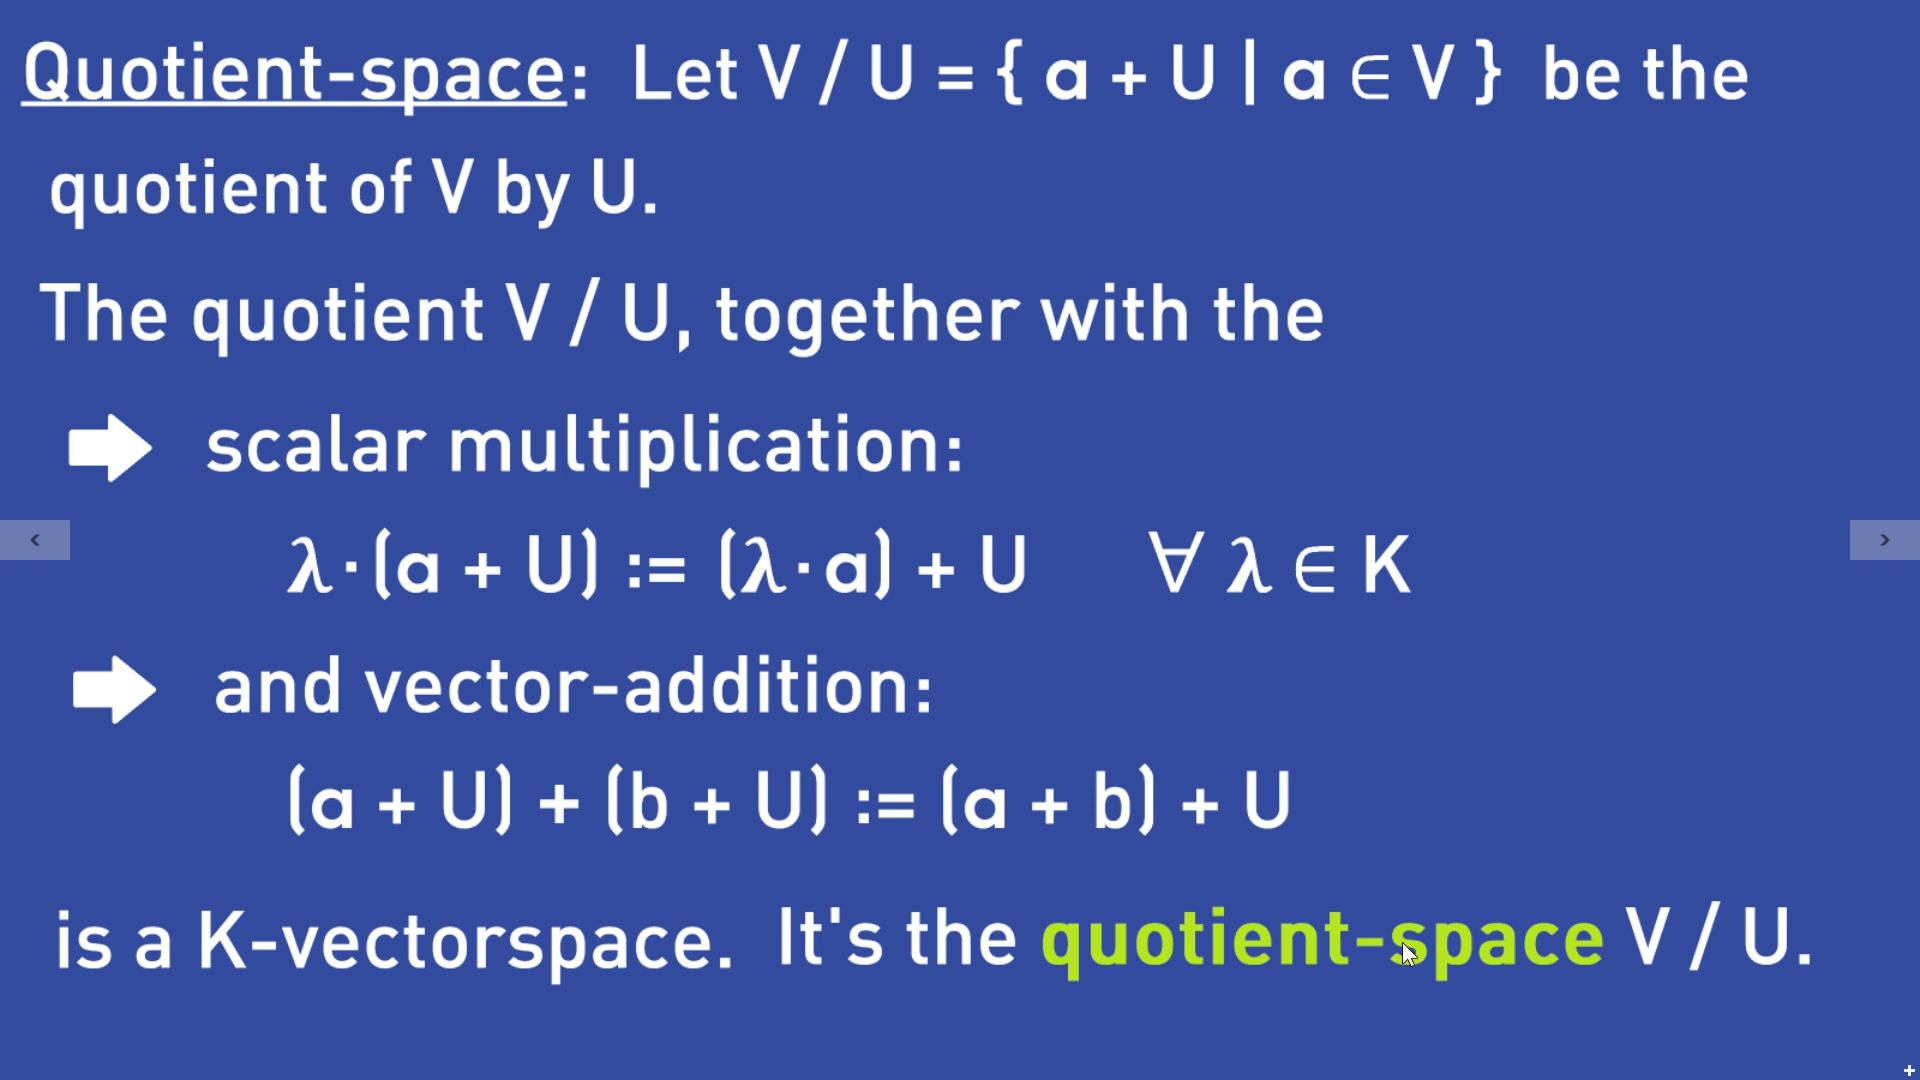 Quotient-space: Let V / U = { a + U | a ∈ V } be the
quotient of V by U.
The quotient V / U, together with the
scalar multiplication:
λ·(a + U) := (λ·a) + U ∀ λ ∈ K
and vector-addition:
(a + U) + (b + U) := (a + b) + U
is a K-vectorspace. It's the quotient-space V / U.